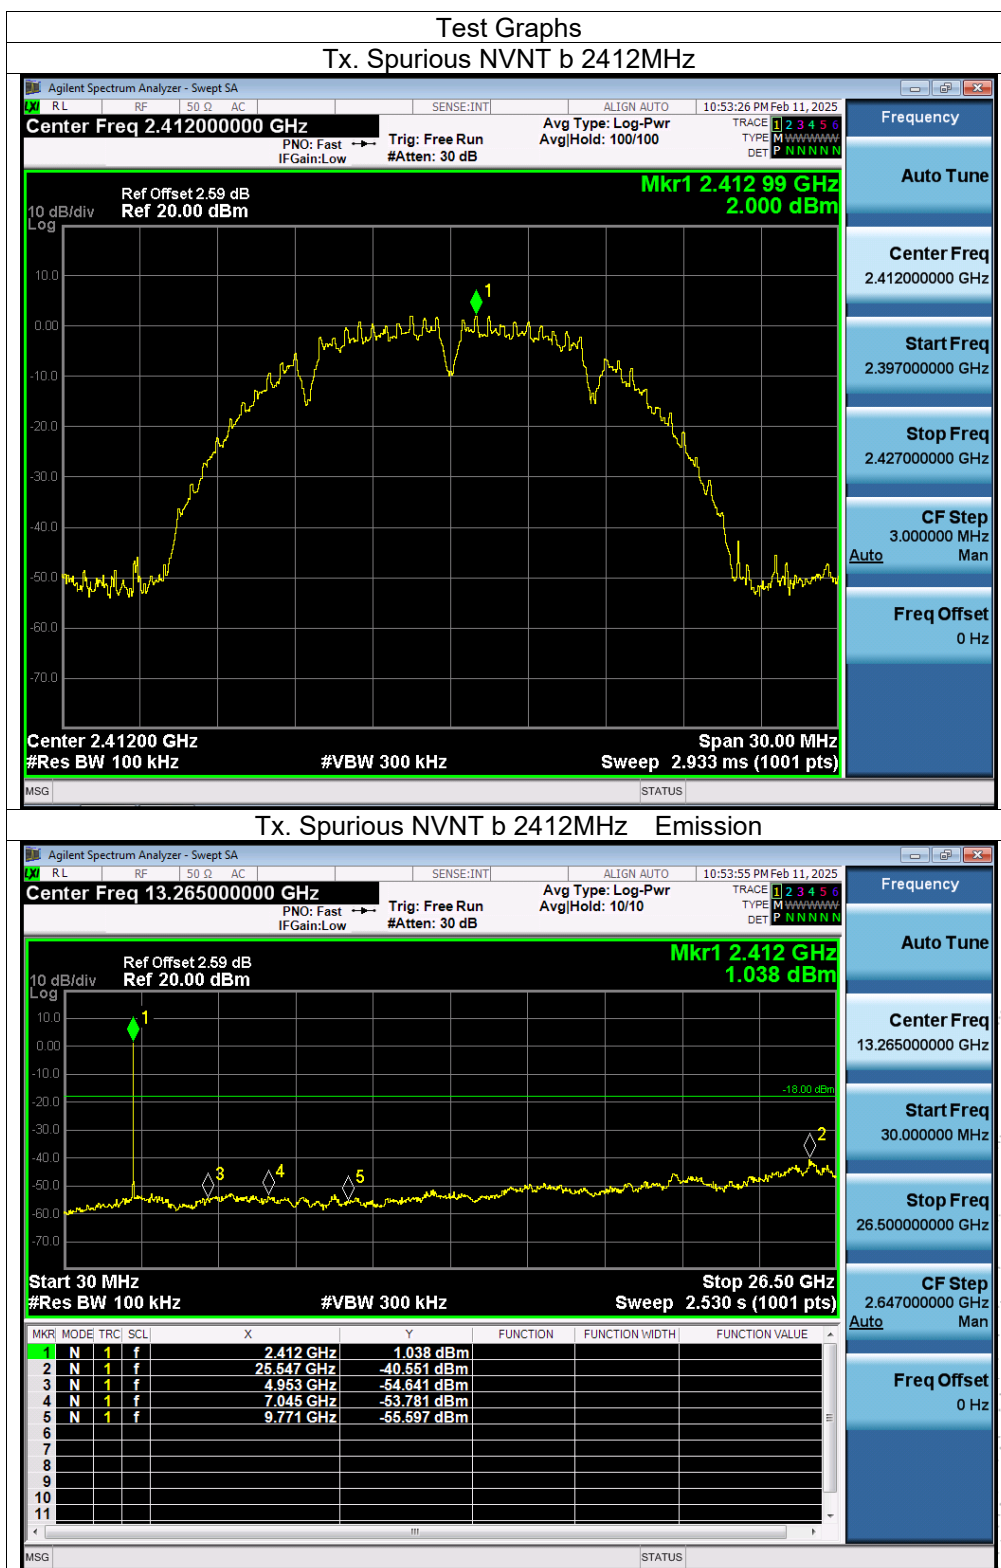 Test Graphs
Tx. Spurious NVNT b 2412MHz
Agilent Spectrum Analyzer - Swept SA
LXI RL RF 50 Ω AC SENSE:INT ALIGN AUTO 10:53:26 PM Feb 11, 2025
Center Freq 2.412000000 GHz
PNO: Fast
IFGain:Low
Trig: Free Run
#Atten: 30 dB
Avg Type: Log-Pwr
Avg|Hold: 100/100
TRACE 1 2 3 4 5 6
TYPE M WWWWW
DET P N N N N N
Frequency
Auto Tune
Center Freq
2.412000000 GHz
Start Freq
2.397000000 GHz
Stop Freq
2.427000000 GHz
CF Step
3.000000 MHz
Auto Man
Freq Offset
0 Hz
Mkr1 2.412 99 GHz
2.000 dBm
Ref Offset 2.59 dB
10 dB/div Ref 20.00 dBm
Log
10.0
0.00
-10.0
-20.0
-30.0
-40.0
-50.0
-60.0
-70.0
1
Center 2.41200 GHz Span 30.00 MHz
#Res BW 100 kHz #VBW 300 kHz Sweep 2.933 ms (1001 pts)
MSG STATUS
Tx. Spurious NVNT b 2412MHz Emission
Agilent Spectrum Analyzer - Swept SA
LXI RL RF 50 Ω AC SENSE:INT ALIGN AUTO 10:53:55 PM Feb 11, 2025
Center Freq 13.265000000 GHz
PNO: Fast
IFGain:Low
Trig: Free Run
#Atten: 30 dB
Avg Type: Log-Pwr
Avg|Hold: 10/10
TRACE 1 2 3 4 5 6
TYPE M WWWWW
DET P N N N N N
Frequency
Auto Tune
Center Freq
13.265000000 GHz
Start Freq
30.000000 MHz
Stop Freq
26.500000000 GHz
CF Step
2.647000000 GHz
Auto Man
Freq Offset
0 Hz
Mkr1 2.412 GHz
1.038 dBm
Ref Offset 2.59 dB
10 dB/div Ref 20.00 dBm
Log
10.0
0.00
-10.0
-20.0
-30.0
-40.0
-50.0
-60.0
-70.0
1
-18.00 dBm
2
3
4
5
Start 30 MHz Stop 26.50 GHz
#Res BW 100 kHz #VBW 300 kHz Sweep 2.530 s (1001 pts)
MKR MODE TRC SCL X Y FUNCTION FUNCTION WIDTH FUNCTION VALUE
1 N 1 f 2.412 GHz 1.038 dBm
2 N 1 f 25.547 GHz -40.551 dBm
3 N 1 f 4.953 GHz -54.641 dBm
4 N 1 f 7.045 GHz -53.781 dBm
5 N 1 f 9.771 GHz -55.597 dBm
6
7
8
9
10
11
MSG STATUS